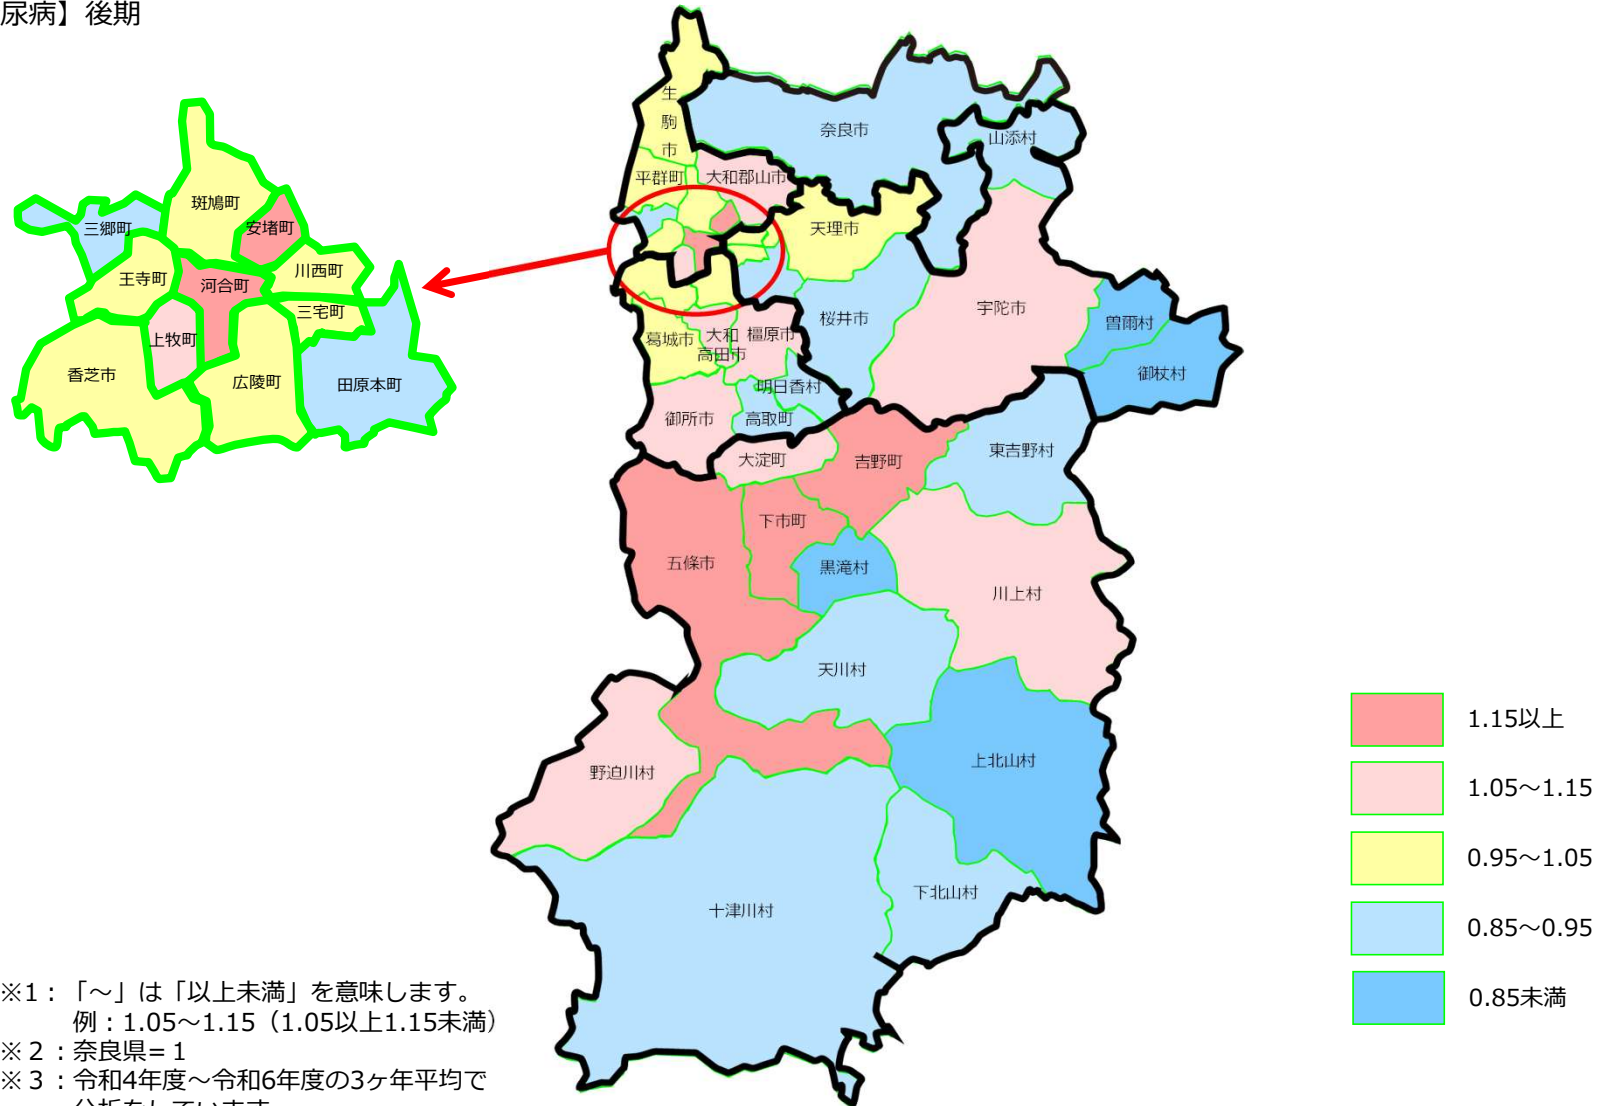 尿病】後期
生駒市
奈良市
山添村
平群町
大和郡山市
天理市
斑鳩町
三郷町
安堵町
王寺町
河合町
川西町
三宅町
上牧町
香芝市
広陵町
田原本町
葛城市
大和高田市
橿原市
桜井市
宇陀市
曽爾村
御杖村
明日香村
御所市
高取町
大淀町
吉野町
東吉野村
下市町
五條市
黒滝村
川上村
天川村
野迫川村
上北山村
十津川村
下北山村
1.15以上
1.05～1.15
0.95～1.05
0.85～0.95
0.85未満
※1：「～」は「以上未満」を意味します。
例：1.05～1.15（1.05以上1.15未満）
※２：奈良県=１
※３：令和4年度～令和6年度の3ヶ年平均で